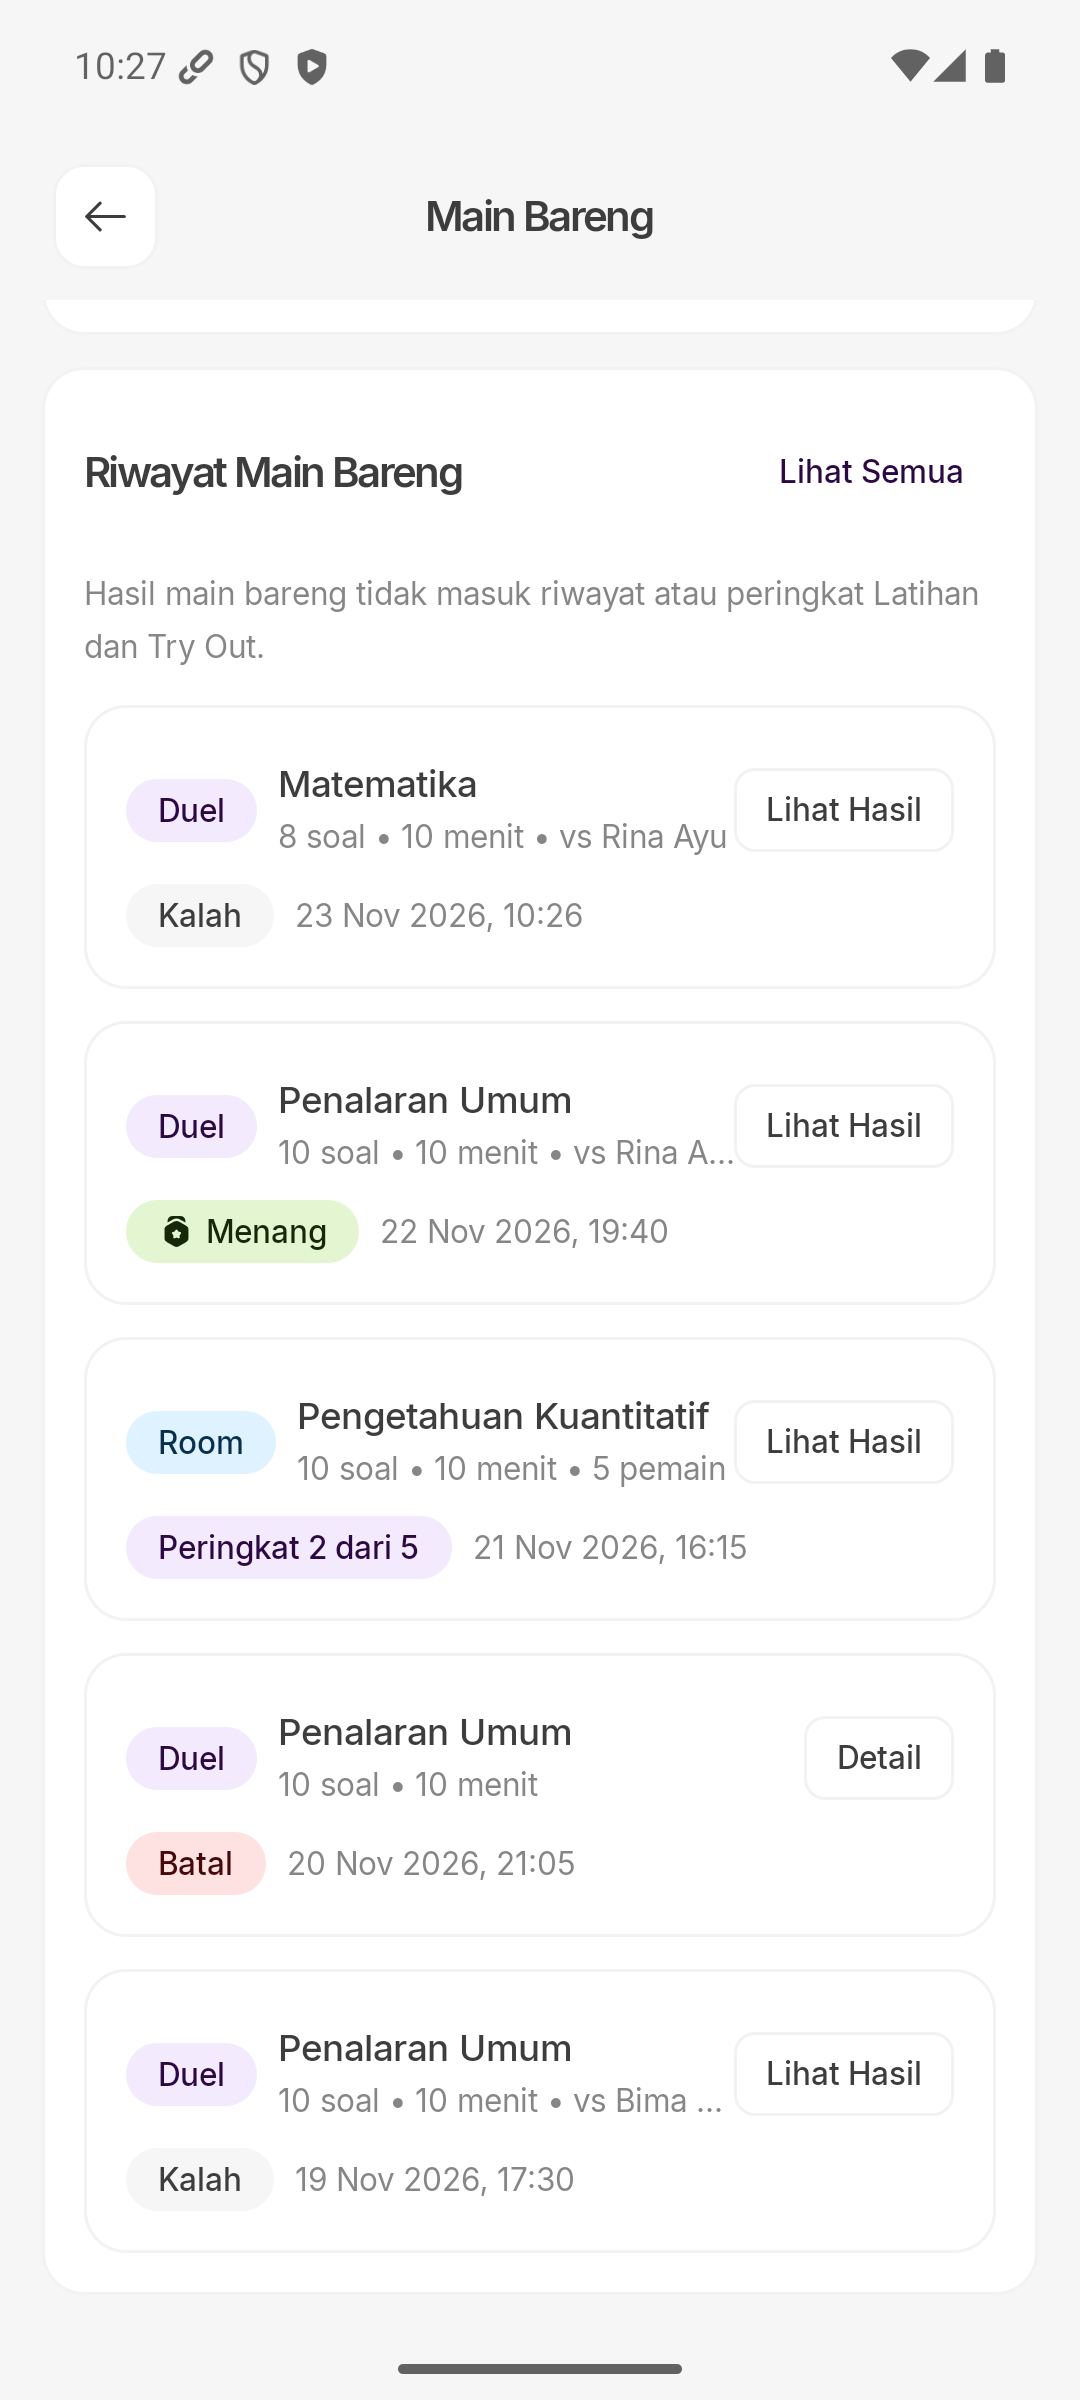 10:27
Main Bareng
Riwayat Main Bareng
Lihat Semua
Hasil main bareng tidak masuk riwayat atau peringkat Latihan
dan Try Out.
Duel
Matematika
8 soal • 10 menit • vs Rina Ayu
Lihat Hasil
Kalah
23 Nov 2026, 10:26
Duel
Penalaran Umum
10 soal • 10 menit • vs Rina A...
Lihat Hasil
Menang
22 Nov 2026, 19:40
Room
Pengetahuan Kuantitatif
10 soal • 10 menit • 5 pemain
Lihat Hasil
Peringkat 2 dari 5
21 Nov 2026, 16:15
Duel
Penalaran Umum
10 soal • 10 menit
Detail
Batal
20 Nov 2026, 21:05
Duel
Penalaran Umum
10 soal • 10 menit • vs Bima ...
Lihat Hasil
Kalah
19 Nov 2026, 17:30